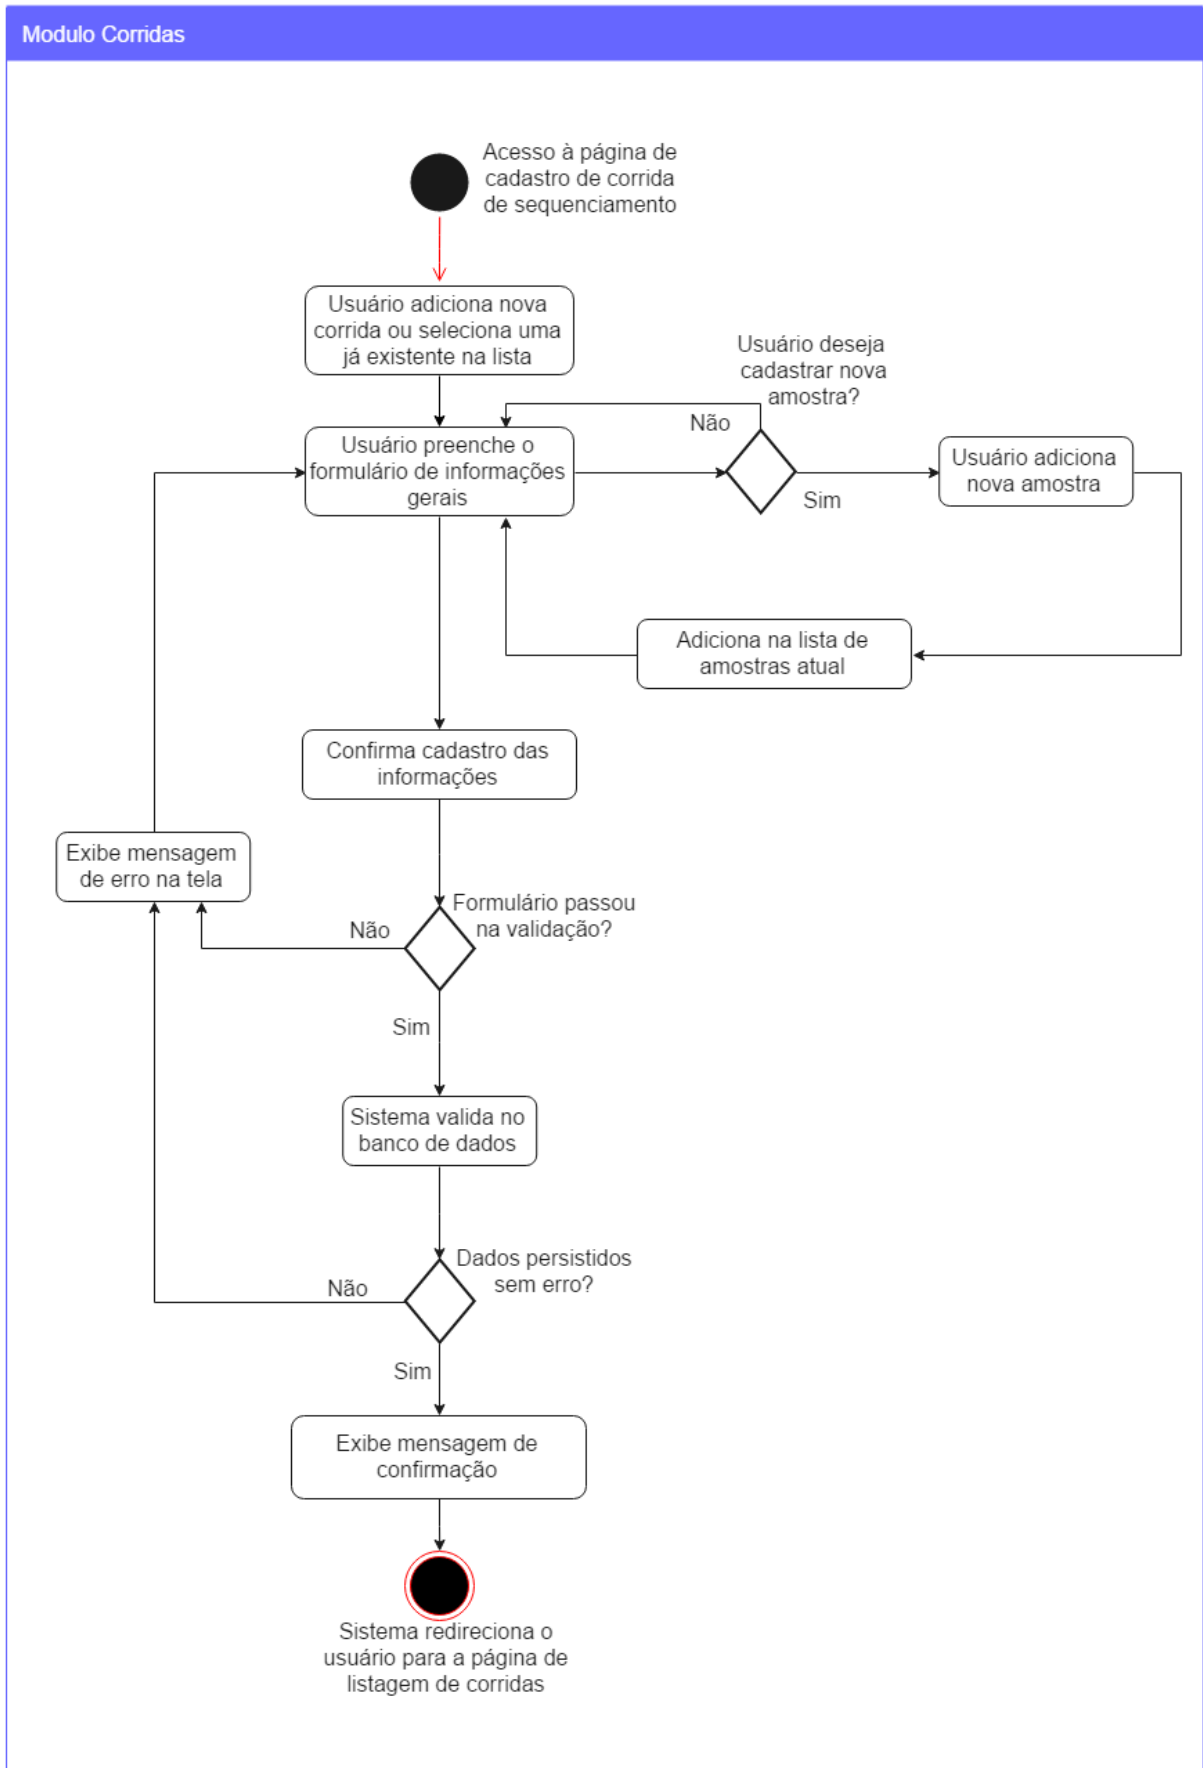 Modulo Corridas
Acesso à página de
cadastro de corrida
de sequenciamento
Usuário adiciona nova
corrida ou seleciona uma
já existente na lista
Usuário deseja
cadastrar nova
amostra?
Não
Usuário preenche o
formulário de informações
gerais
Sim
Usuário adiciona
nova amostra
Adiciona na lista de
amostras atual
Confirma cadastro das
informações
Exibe mensagem
de erro na tela
Formulário passou
na validação?
Não
Sim
Sistema valida no
banco de dados
Dados persistidos
sem erro?
Não
Sim
Exibe mensagem de
confirmação
Sistema redireciona o
usuário para a página de
listagem de corridas